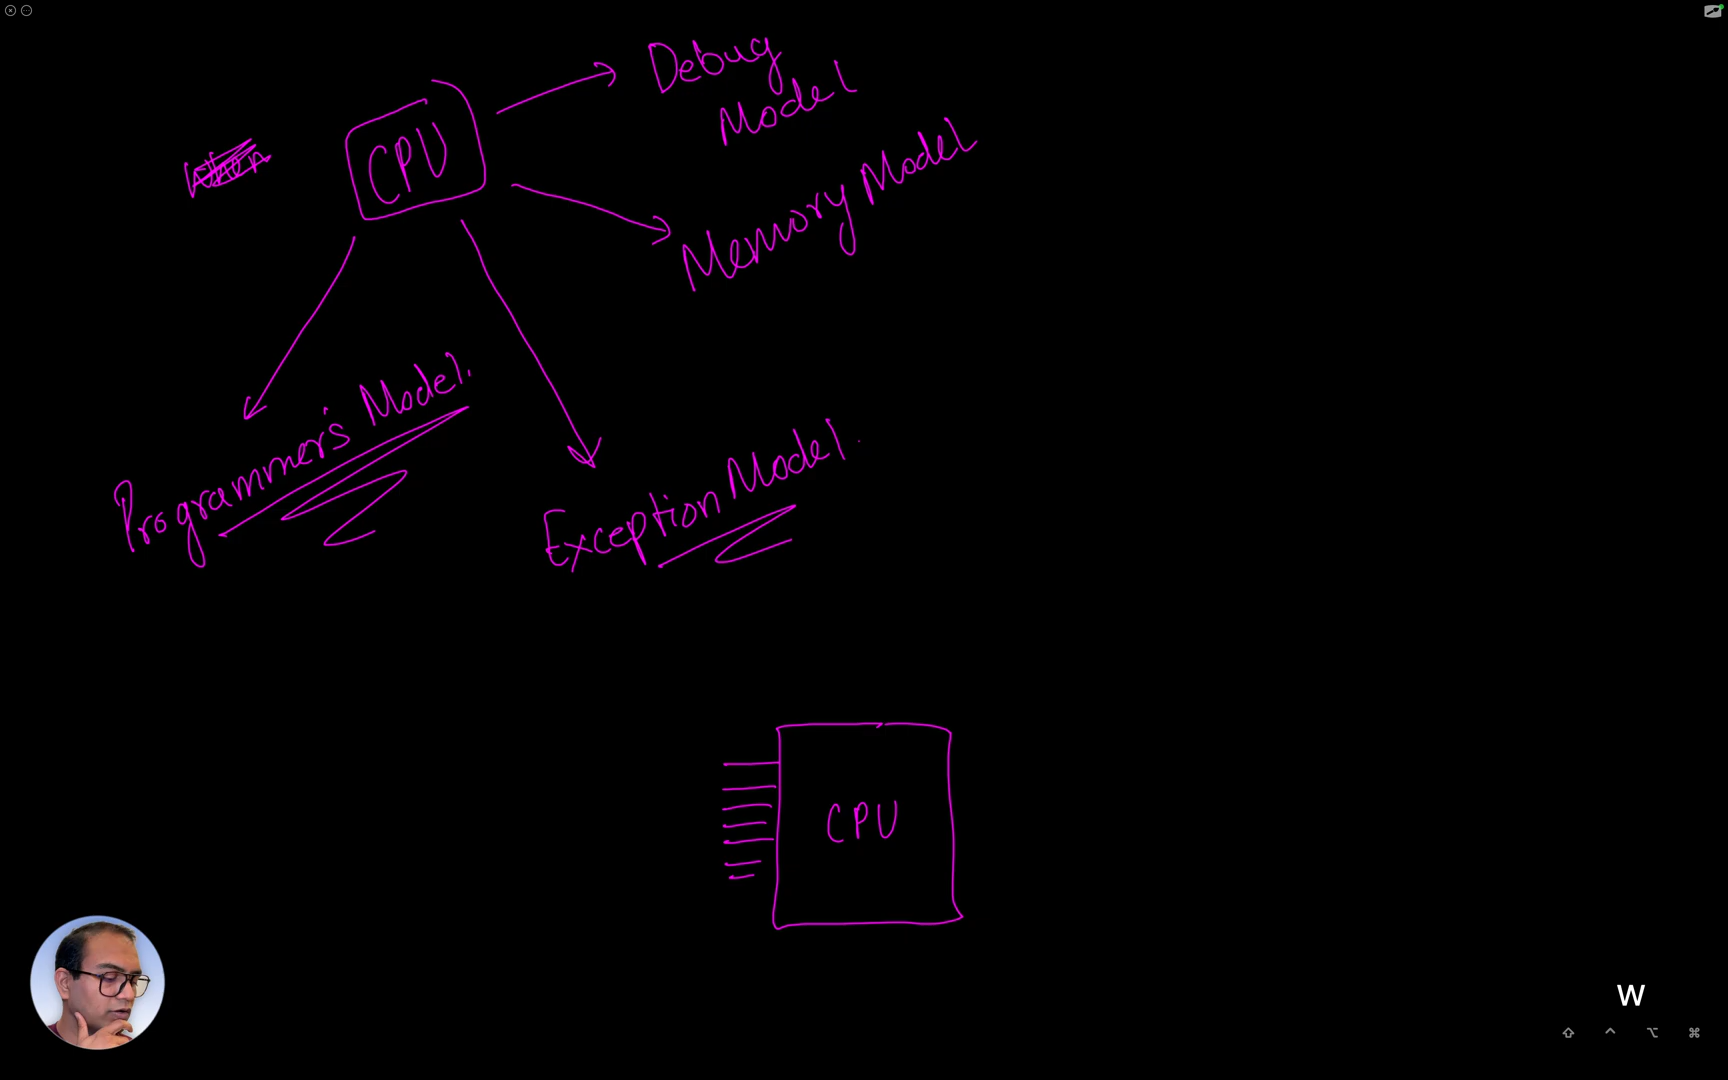 Debug
Model
CPU
Memory Model
Programmer's Model.
Exception Model.
CPU
W